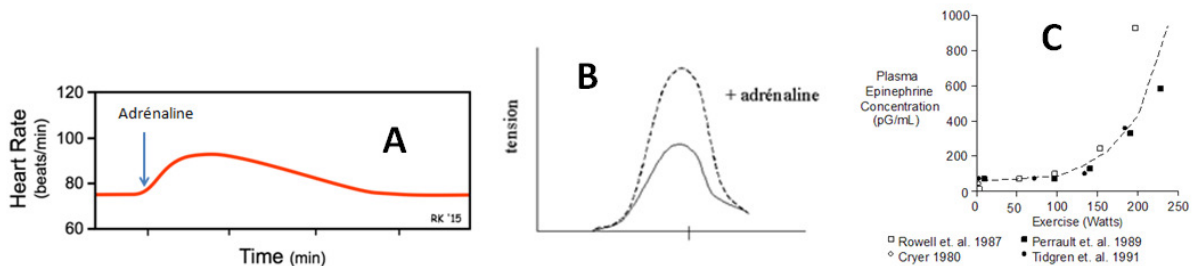 120
100
80
60
Heart Rate
(beats/min)
Adrénaline
A
RK '15
Time (min)
B
tension
+ adrénaline
C
1000
800
600
400
200
0
Plasma
Epinephrine
Concentration
(pG/mL)
0 50 100 150 200 250
Exercise (Watts)
□ Rowell et. al. 1987 ■ Perrault et. al. 1989
◇ Cryer 1980 • Tidgren et. al. 1991